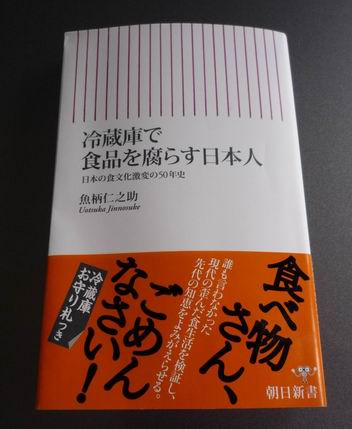 冷蔵庫で
食品を腐らす日本人
日本の食文化激変の50年史
魚柄仁之助
Uotsuka Jinnosuke
食べ物
さん、
ごめん
なさい!
誰も言わなかった
現代の歪んだ食生活を検証し、
先代の知恵をよみがえらせる。
冷蔵庫
お守り札つき
朝日新書